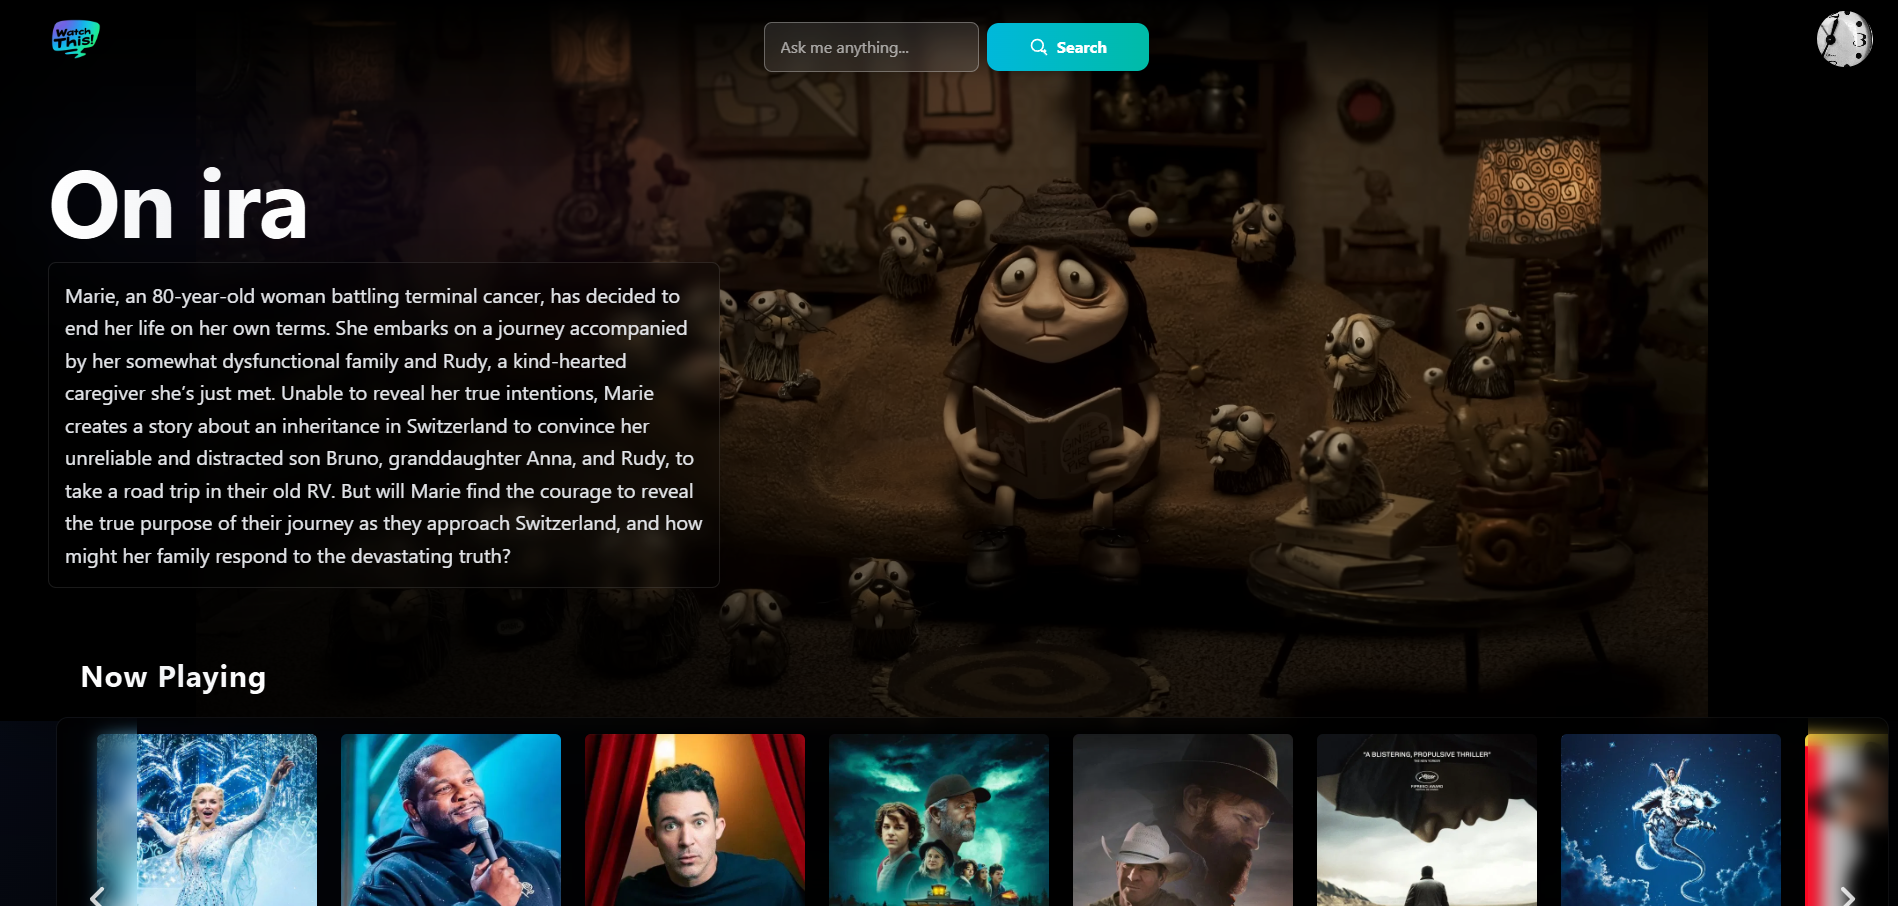 Watch
This!
Ask me anything...
Search
3
On ira
Marie, an 80-year-old woman battling terminal cancer, has decided to
end her life on her own terms. She embarks on a journey accompanied
by her somewhat dysfunctional family and Rudy, a kind-hearted
caregiver she’s just met. Unable to reveal her true intentions, Marie
creates a story about an inheritance in Switzerland to convince her
unreliable and distracted son Bruno, granddaughter Anna, and Rudy, to
take a road trip in their old RV. But will Marie find the courage to reveal
the true purpose of their journey as they approach Switzerland, and how
might her family respond to the devastating truth?
Now Playing
"A BLISTERING, PROPULSIVE THRILLER"